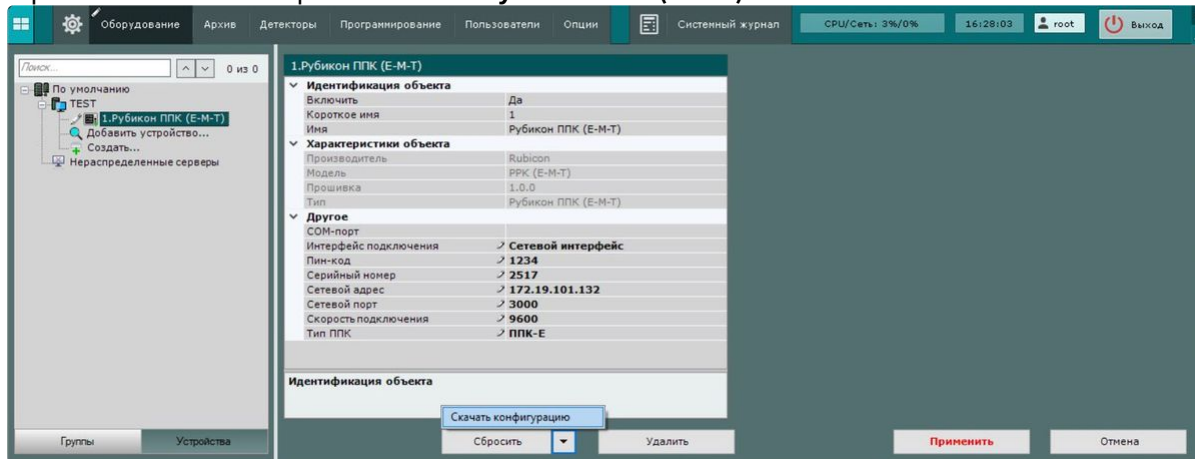 Оборудование Архив Детекторы Программирование Пользователи Опции Системный журнал CPU/Сеть: 3%/0% 16:28:03 root Выход
Поиск... 0 из 0
По умолчанию
TEST
1.Рубикон ППК (Е-М-Т)
Добавить устройство...
Создать...
Нераспределенные серверы
Группы Устройства
1.Рубикон ППК (Е-М-Т)
Идентификация объекта
Включить Да
Короткое имя 1
Имя Рубикон ППК (Е-М-Т)
Характеристики объекта
Производитель Rubicon
Модель PPK (E-M-T)
Прошивка 1.0.0
Тип Рубикон ППК (Е-М-Т)
Другое
COM-порт
Интерфейс подключения Сетевой интерфейс
Пин-код 1234
Серийный номер 2517
Сетевой адрес 172.19.101.132
Сетевой порт 3000
Скорость подключения 9600
Тип ППК ППК-Е
Идентификация объекта
Скачать конфигурацию
Сбросить Удалить Применить Отмена